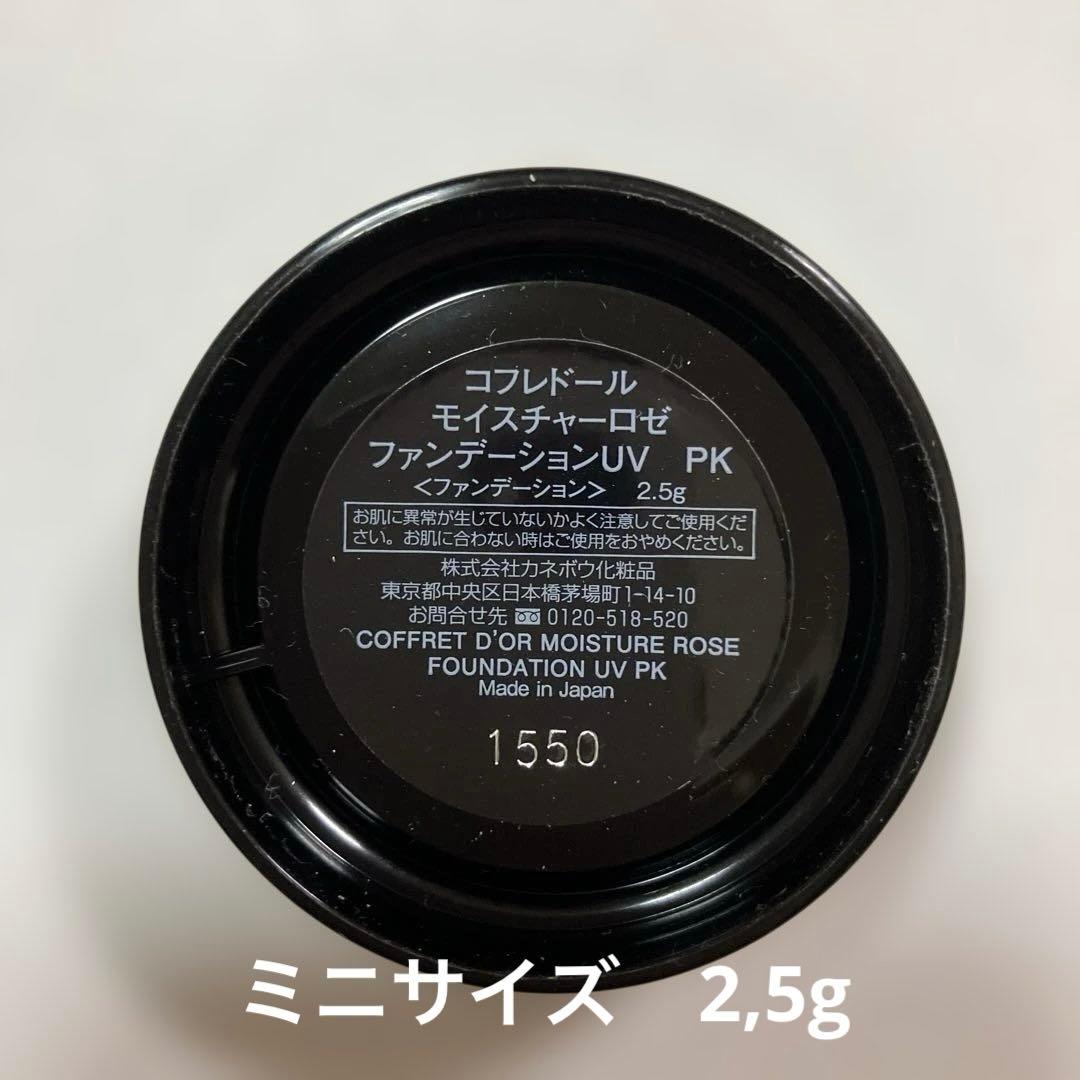 コフレドール
モイスチャーロゼ
ファンデーションUV PK
<ファンデーション> 2.5g
お肌に異常が生じていないかよく注意してご使用くだ
さい。お肌に合わない時はご使用をおやめください。
株式会社カネボウ化粧品
東京都中央区日本橋茅場町1-14-10
お問合せ先 0120-518-520
COFFRET D'OR MOISTURE ROSE
FOUNDATION UV PK
Made in Japan
1550
ミニサイズ 2,5g